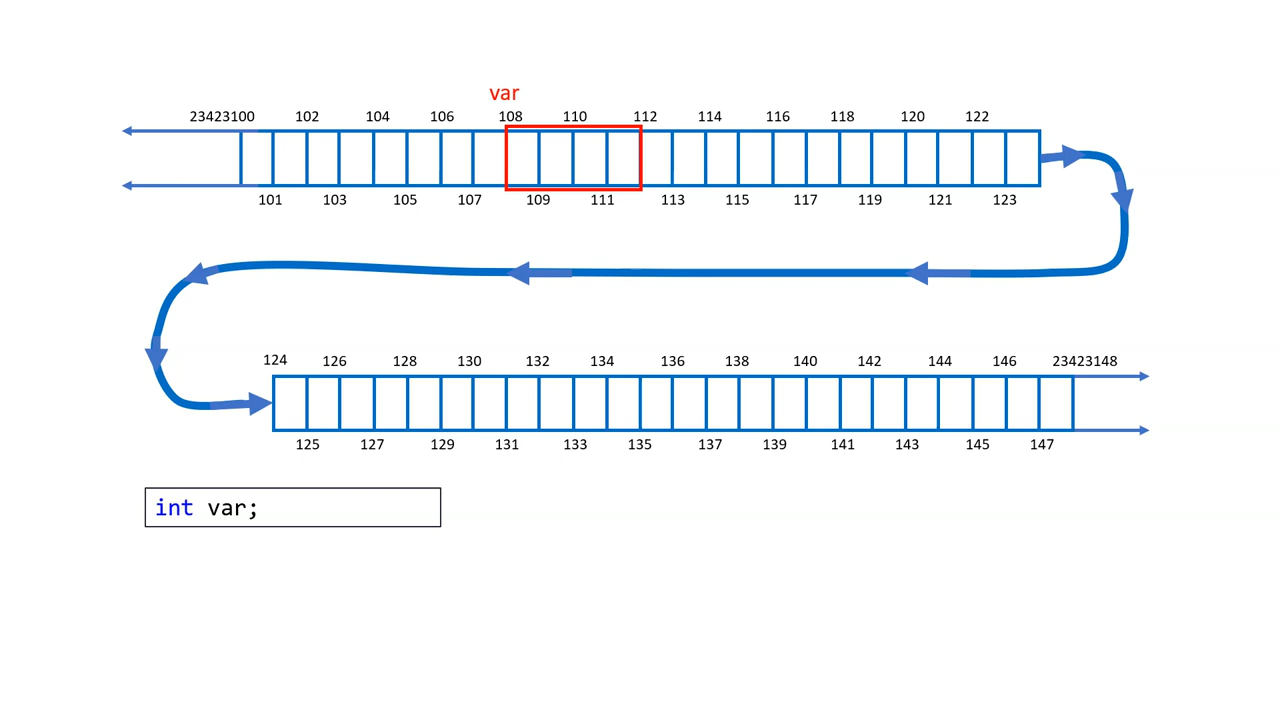 var
23423100 102 104 106 108 110 112 114 116 118 120 122
101 103 105 107 109 111 113 115 117 119 121 123
124 126 128 130 132 134 136 138 140 142 144 146 23423148
125 127 129 131 133 135 137 139 141 143 145 147
int var;